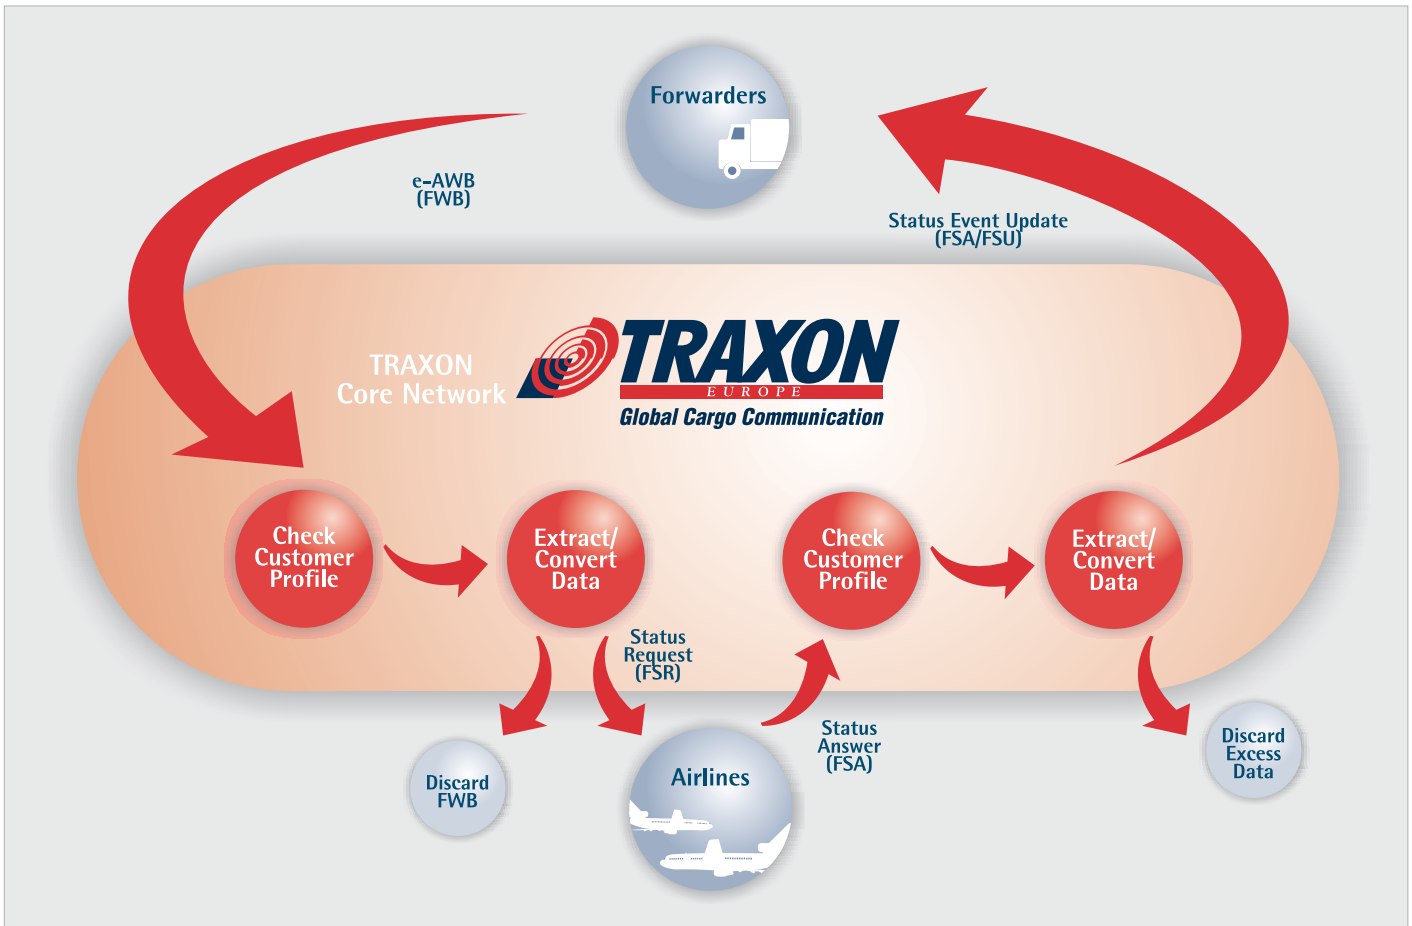 Forwarders
e-AWB
(FWB)
Status Event Update
(FSA/FSU)
TRAXON
Core Network
TRAXON
EUROPE
Global Cargo Communication
Check
Customer
Profile
Extract/
Convert
Data
Check
Customer
Profile
Extract/
Convert
Data
Status
Request
(FSR)
Discard
FWB
Airlines
Status
Answer
(FSA)
Discard
Excess
Data